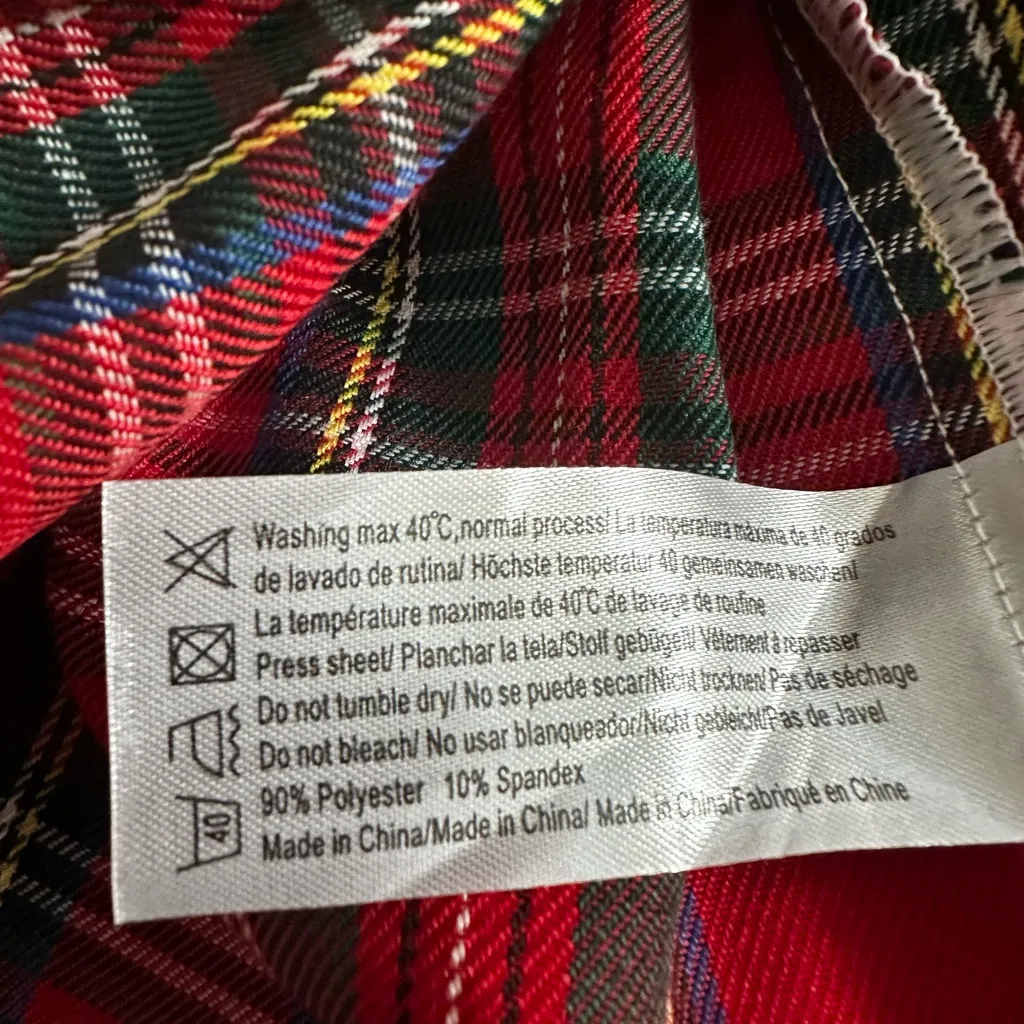 Washing max 40°C,normal process/ La temperatura máxuma de 40 grados
de lavado de rutina/ Höchste temperatur 40 gemeinsamen waschen/
La température maximale de 40°C de lavage de routine
Press sheet/ Planchar la tela/Stoff gebügelt/ Vêtement à repasser
Do not tumble dry/ No se puede secar/Nicht trocknen/ Pas de séchage
Do not bleach/ No usar blanqueador/Nicht gebleicht/Pas de Javel
90% Polyester 10% Spandex
Made in China/Made in China/ Made in China/Fabriqué en Chine
40